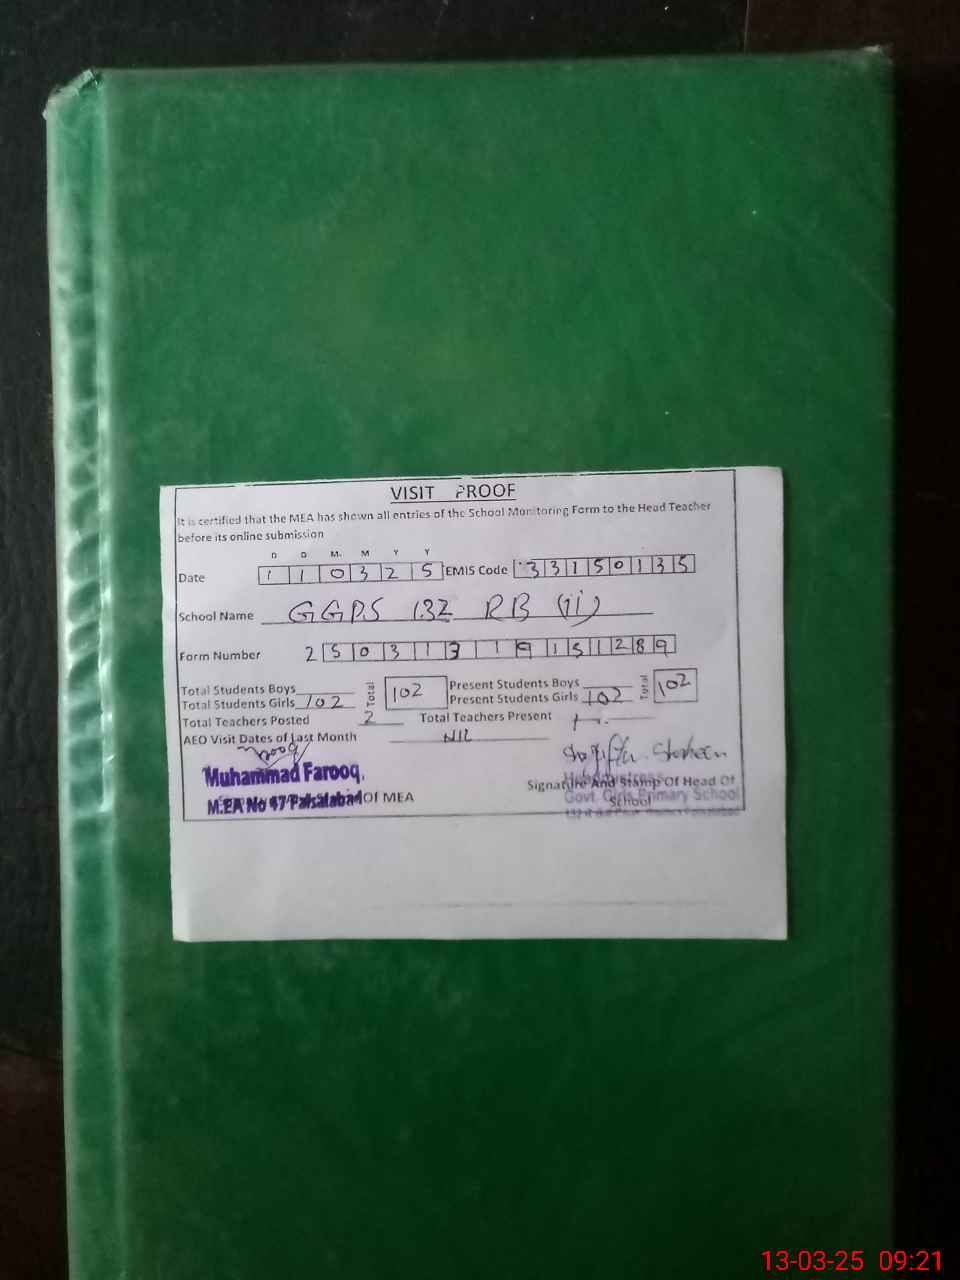 VISIT PROOF
It is certified that the MEA has shown all entries of the School Monitoring Form to the Head Teacher
before its online submission
D D M M Y Y
Date 1 1 0 3 2 5 EMIS Code 3 3 1 5 0 1 3 5
School Name GGPS 132 RB (ii)
Form Number 2 5 0 3 1 3 1 9 1 5 1 2 8 9
Total Students Boys Total 102 Present Students Boys Total 102
Total Students Girls 102 Present Students Girls 102
Total Teachers Posted 2 Total Teachers Present
AEO Visit Dates of Last Month NIL
Farooq Shaheen
Muhammad Farooq. Signature And Stamp Of Head Of
M.EA No 47 Faisalabad Of MEA School
Headmistress
Govt. Girls Primary School
13-03-25 09:21